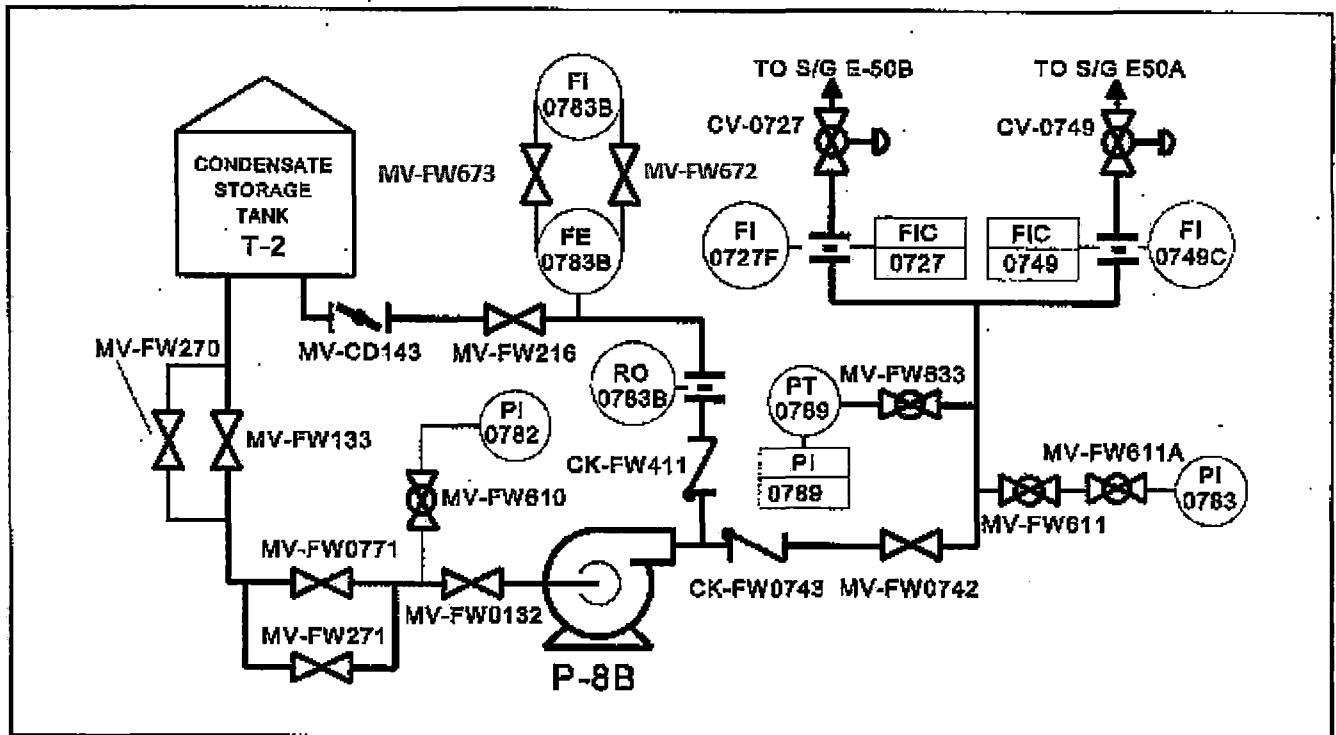 TO S/G E-50B
TO S/G E50A
FI
0783B
CV-0727
CV-0749
CONDENSATE
STORAGE
TANK
T-2
MV-FW673
MV-FW672
FE
0783B
FI
0727F
FIC
0727
FIC
0749
FI
0749C
MV-FW270
MV-CD143
MV-FW216
RO
0783B
PT
0789
MV-FW833
MV-FW133
PI
0782
CK-FW411
PI
0789
MV-FW611A
PI
0783
MV-FW610
MV-FW611
MV-FW0771
MV-FW0132
CK-FW0743
MV-FW0742
MV-FW271
P-8B